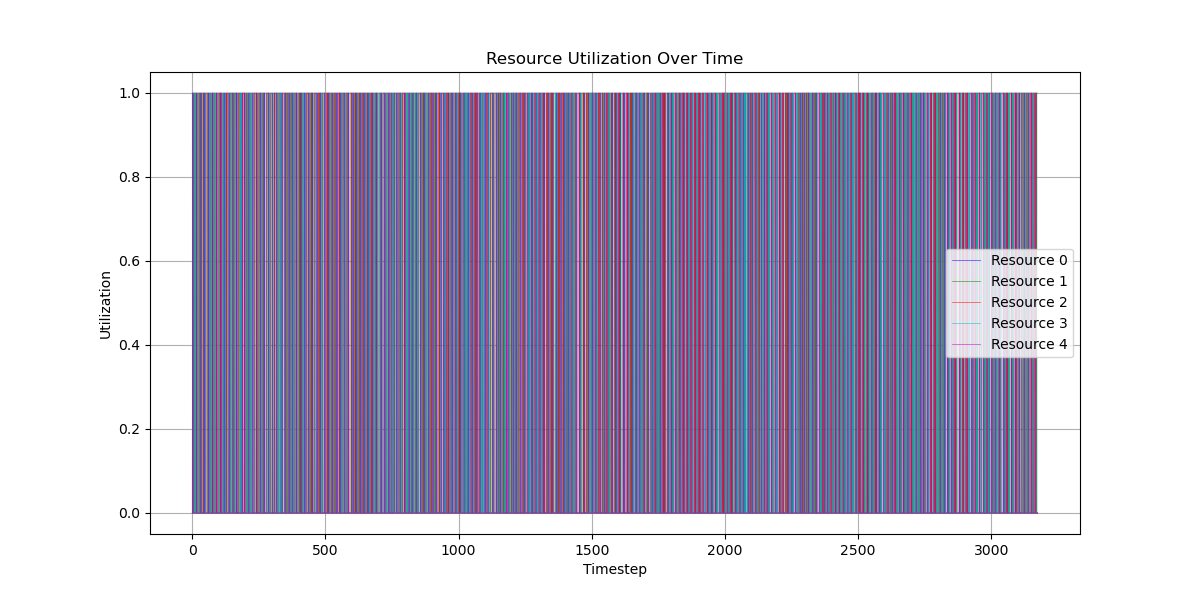 Resource Utilization Over Time
1.0
0.8
0.6
0.4
0.2
0.0
Utilization
Resource 0
Resource 1
Resource 2
Resource 3
Resource 4
0 500 1000 1500 2000 2500 3000
Timestep